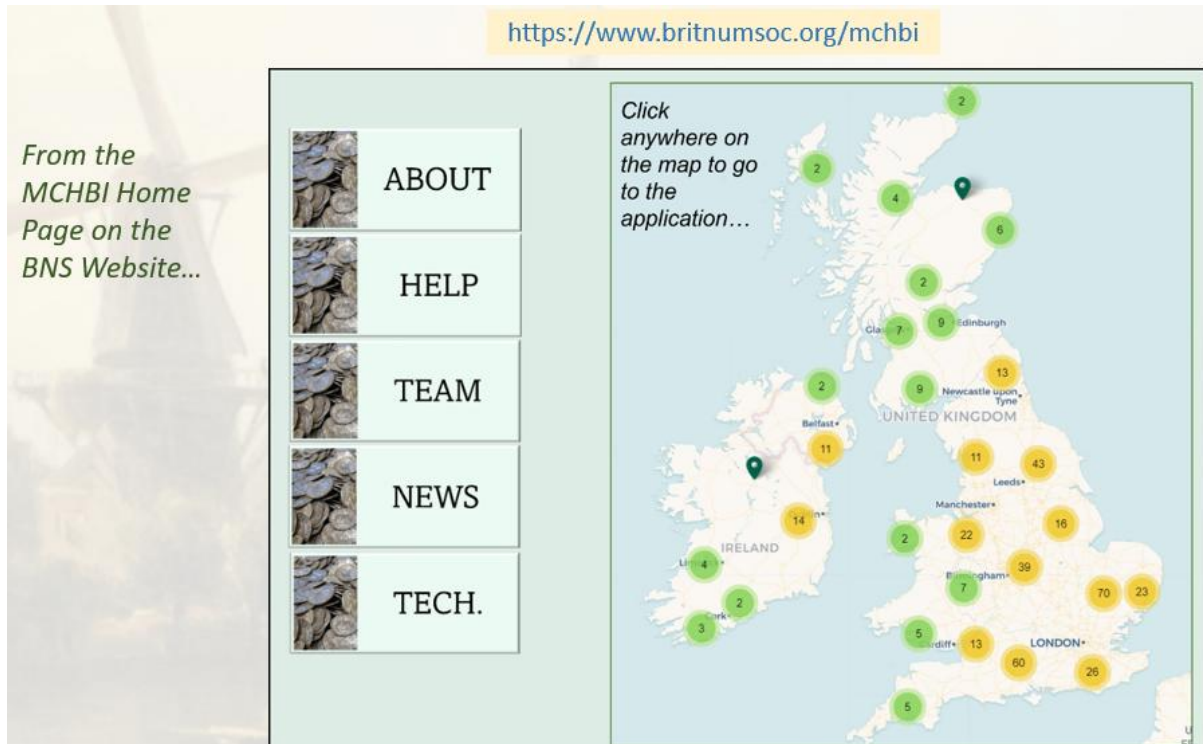 https://www.britnumsoc.org/mchbi
From the
MCHBI Home
Page on the
BNS Website...
ABOUT
HELP
TEAM
NEWS
TECH.
Click
anywhere on
the map to go
to the
application...
2
2
4
6
2
7
9
Edinburgh
13
2
9
Newcastle upon
Tyne
UNITED KINGDOM
Belfast
11
11
43
Leeds
Manchester
14
16
2
22
IRELAND
4
39
7
70
23
2
Cork
3
5
13
LONDON
60
26
5